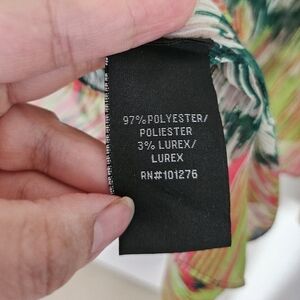 97% POLYESTER/
POLIESTER
3% LUREX/
LUREX
RN#101276